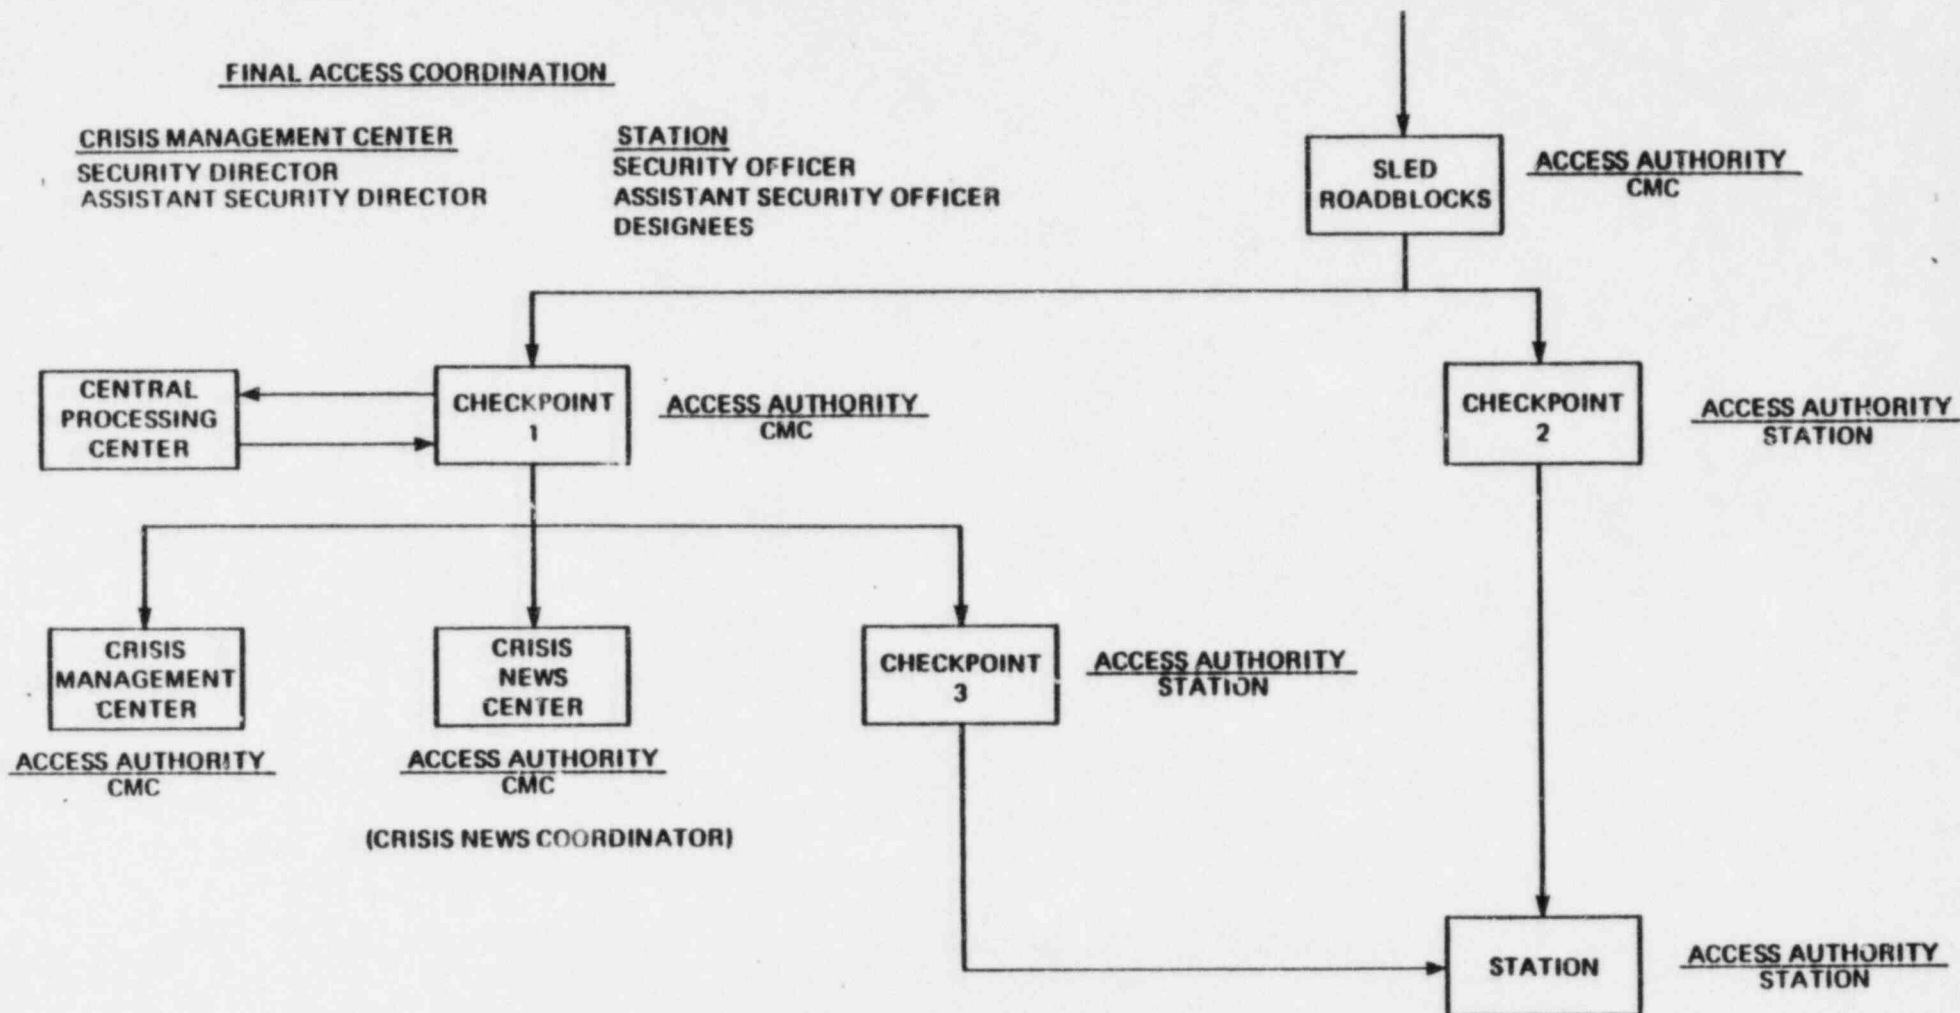 FINAL ACCESS COORDINATION
CRISIS MANAGEMENT CENTER
SECURITY DIRECTOR
ASSISTANT SECURITY DIRECTOR
STATION
SECURITY OFFICER
ASSISTANT SECURITY OFFICER
DESIGNEES
SLED
ROADBLOCKS
ACCESS AUTHORITY
CMC
CENTRAL
PROCESSING
CENTER
CHECKPOINT
1
ACCESS AUTHORITY
CMC
CHECKPOINT
2
ACCESS AUTHORITY
STATION
CRISIS
MANAGEMENT
CENTER
ACCESS AUTHORITY
CMC
CRISIS
NEWS
CENTER
ACCESS AUTHORITY
CMC
(CRISIS NEWS COORDINATOR)
CHECKPOINT
3
ACCESS AUTHORITY
STATION
STATION
ACCESS AUTHORITY
STATION